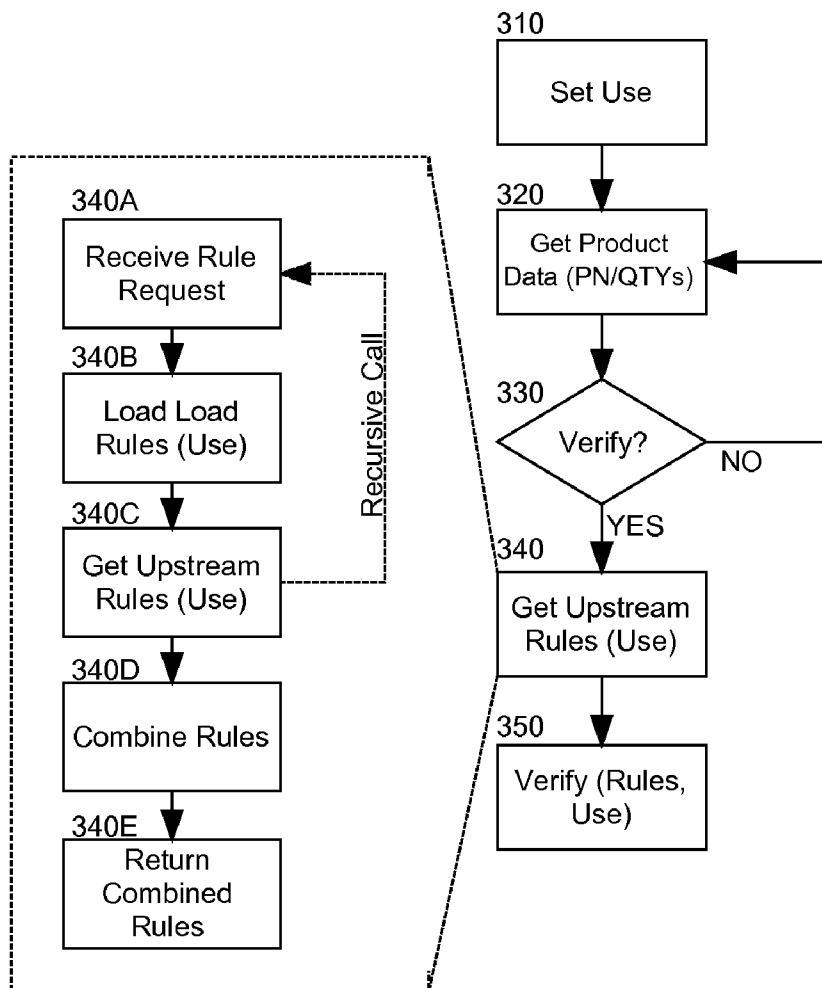 310
Set Use
320
Get Product
Data (PN/QTYs)
330
Verify?
NO
YES
340
Get Upstream
Rules (Use)
350
Verify (Rules,
Use)
340A
Receive Rule
Request
340B
Load Load
Rules (Use)
340C
Get Upstream
Rules (Use)
Recursive Call
340D
Combine Rules
340E
Return
Combined
Rules